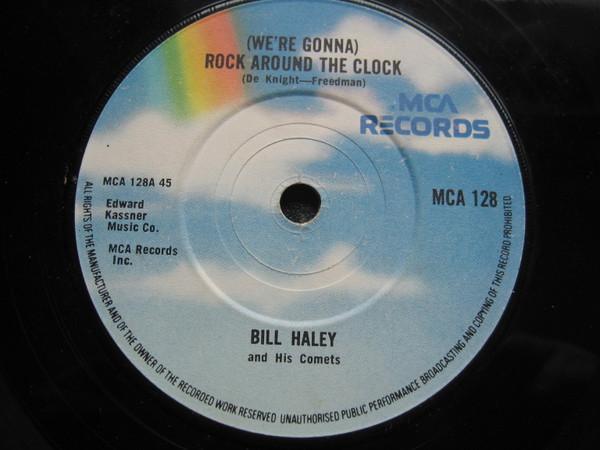 (WE'RE GONNA)
ROCK AROUND THE CLOCK
(De Knight—Freedman)
MCA
RECORDS
MCA 128A 45
MCA 128
Edward
Kassner
Music Co.
MCA Records
Inc.
BILL HALEY
and His Comets
ALL RIGHTS OF THE MANUFACTURER AND OF THE OWNER OF THE RECORDED WORK RESERVED UNAUTHORISED PUBLIC PERFORMANCE BROADCASTING AND COPYING OF THIS RECORD PROHIBITED